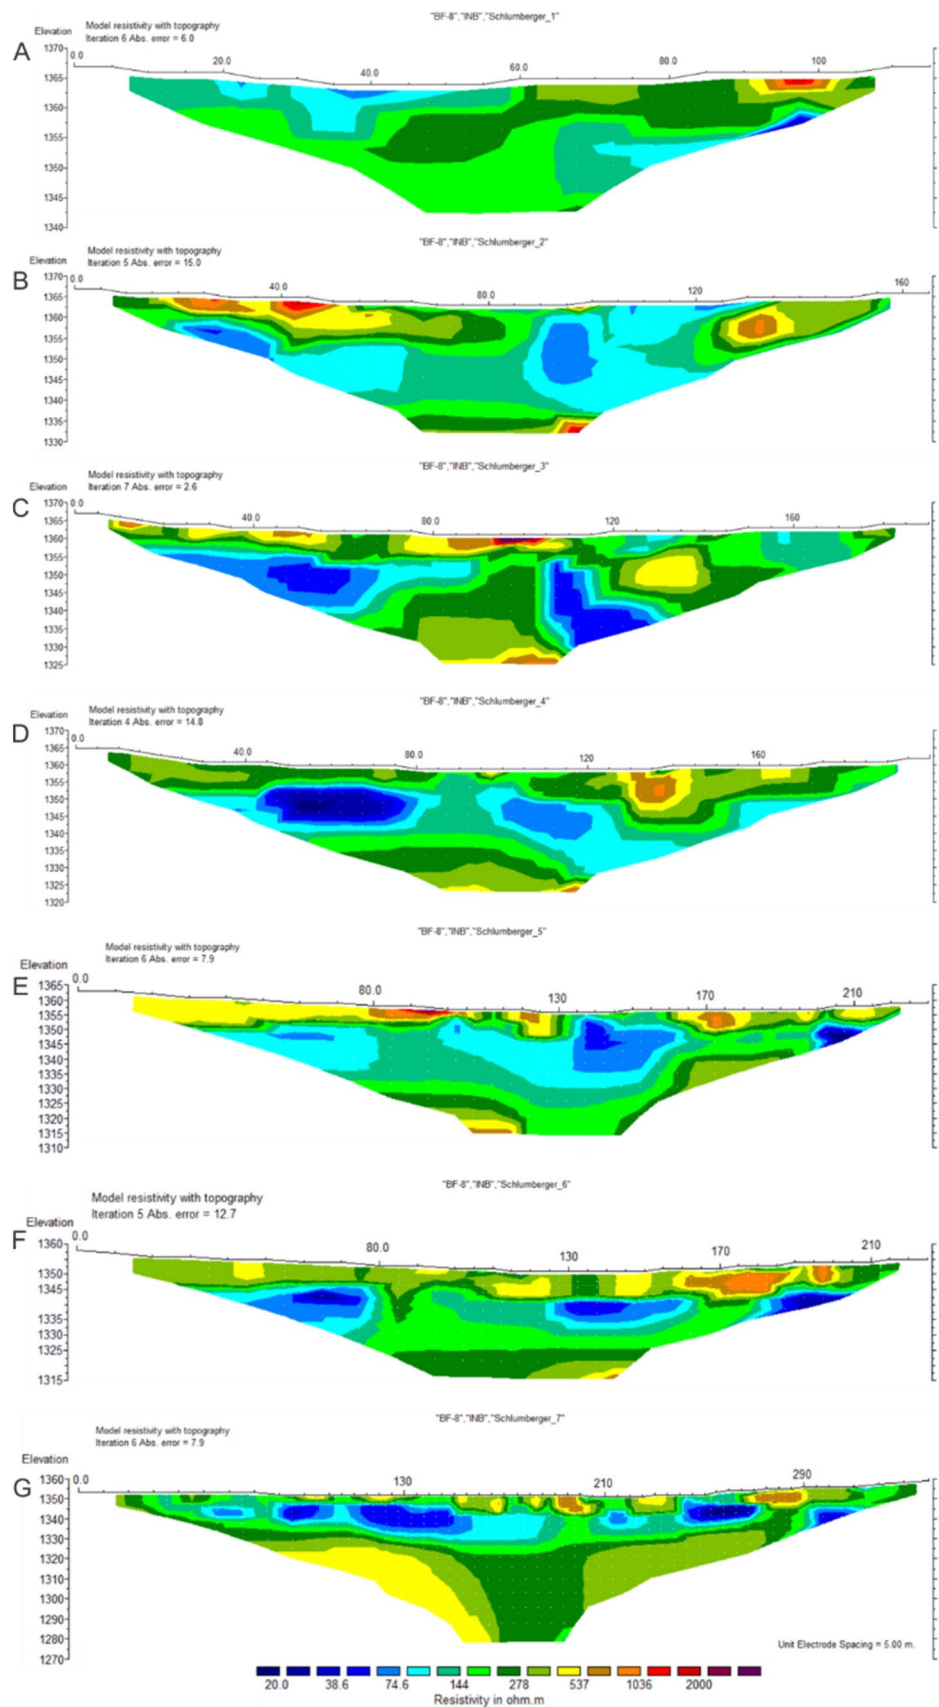 "BF-8","INB","Schlumberger_1"
Elevation
Model resistivity with topography
Iteration 6 Abs. error = 6.0
A
0.0 20.0 40.0 60.0 80.0 100
1370
1365
1360
1355
1350
1345
1340
"BF-8","INB","Schlumberger_2"
Elevation
Model resistivity with topography
Iteration 5 Abs. error = 15.0
B
0.0 40.0 80.0 120 160
1370
1365
1360
1355
1350
1345
1340
1335
1330
"BF-8","INB","Schlumberger_3"
Elevation
Model resistivity with topography
Iteration 7 Abs. error = 2.6
C
0.0 40.0 80.0 120 160
1370
1365
1360
1355
1350
1345
1340
1335
1330
1325
"BF-8","INB","Schlumberger_4"
Elevation
Model resistivity with topography
Iteration 4 Abs. error = 14.8
D
0.0 40.0 80.0 120 160
1370
1365
1360
1355
1350
1345
1340
1335
1330
1325
1320
"BF-8","INB","Schlumberger_5"
Elevation
Model resistivity with topography
Iteration 6 Abs. error = 7.9
E
0.0 80.0 130 170 210
1365
1360
1355
1350
1345
1340
1335
1330
1325
1320
1315
1310
"BF-8","INB","Schlumberger_6"
Elevation
Model resistivity with topography
Iteration 5 Abs. error = 12.7
F
0.0 80.0 130 170 210
1360
1350
1345
1335
1325
1315
"BF-8","INB","Schlumberger_7"
Elevation
Model resistivity with topography
Iteration 6 Abs. error = 7.9
G
0.0 130 210 290
1360
1350
1340
1330
1320
1310
1300
1290
1280
1270
Unit Electrode Spacing = 5.00 m.
20.0 38.6 74.6 144 278 537 1036 2000
Resistivity in ohm.m